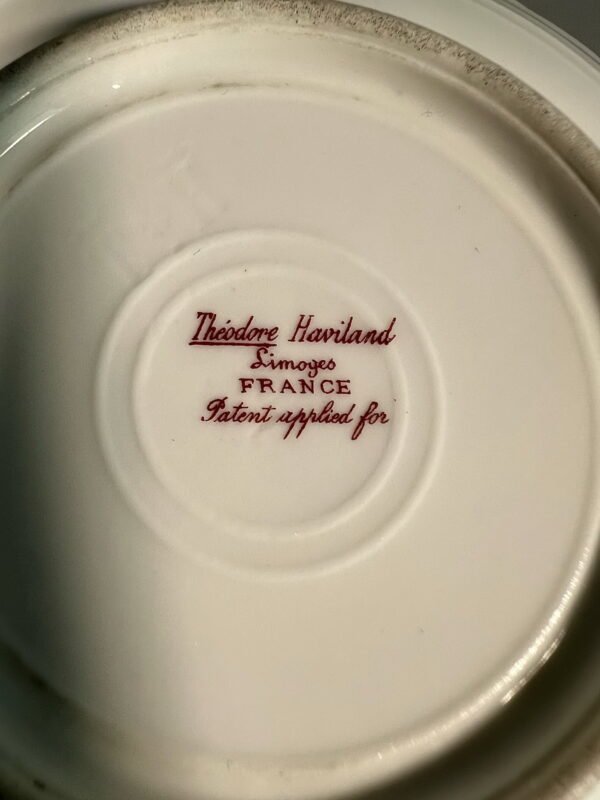 Théodore Haviland
Limoges
FRANCE
Patent applied for